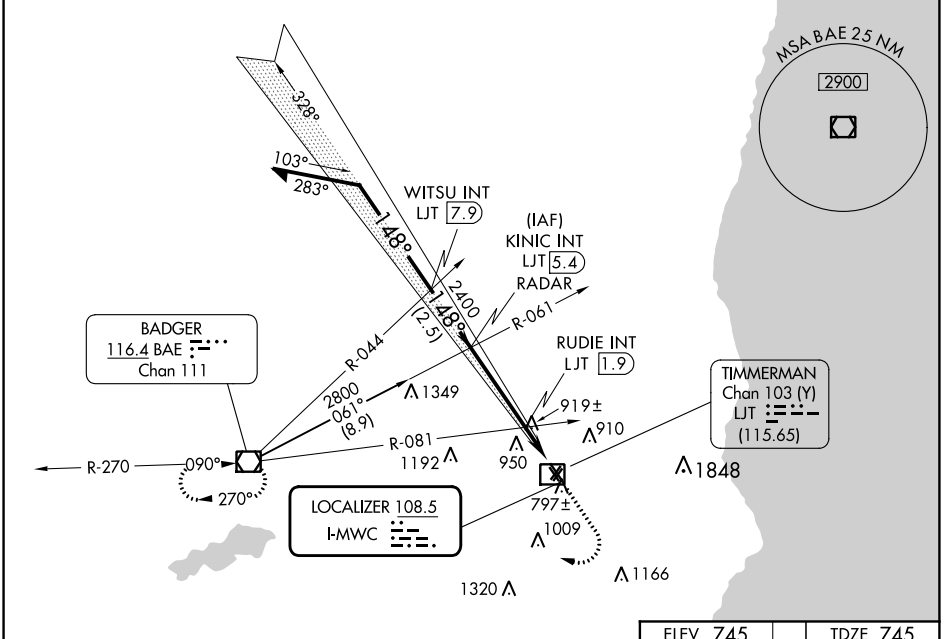 MSA BAE 25 NM
2900
328°
103°
283°
WITSU INT
LJT 7.9
(IAF)
KINIC INT
LJT 5.4
RADAR
148°
2400
148°
(2.5)
R-061
R-044
BADGER
116.4 BAE
Chan 111
RUDIE INT
LJT 1.9
TIMMERMAN
Chan 103 (Y)
LJT
(115.65)
2800
061°
(8.9)
1349
919±
910
R-081
1192
950
1848
R-270
090°
270°
LOCALIZER 108.5
I-MWC
797±
1009
1166
1320
ELEV 745
TDZE 745